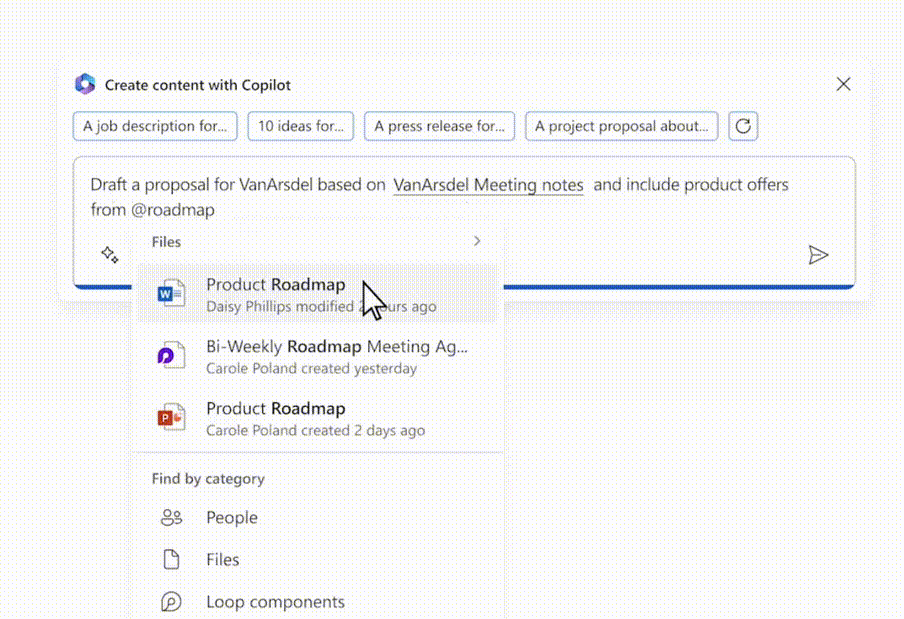 Create content with Copilot
A job description for...
10 ideas for...
A press release for...
A project proposal about...
Draft a proposal for VanArsdel based on VanArsdel Meeting notes and include product offers
from @roadmap
Files
Product Roadmap
Daisy Phillips modified 2 hours ago
Bi-Weekly Roadmap Meeting Ag...
Carole Poland created yesterday
Product Roadmap
Carole Poland created 2 days ago
Find by category
People
Files
Loop components